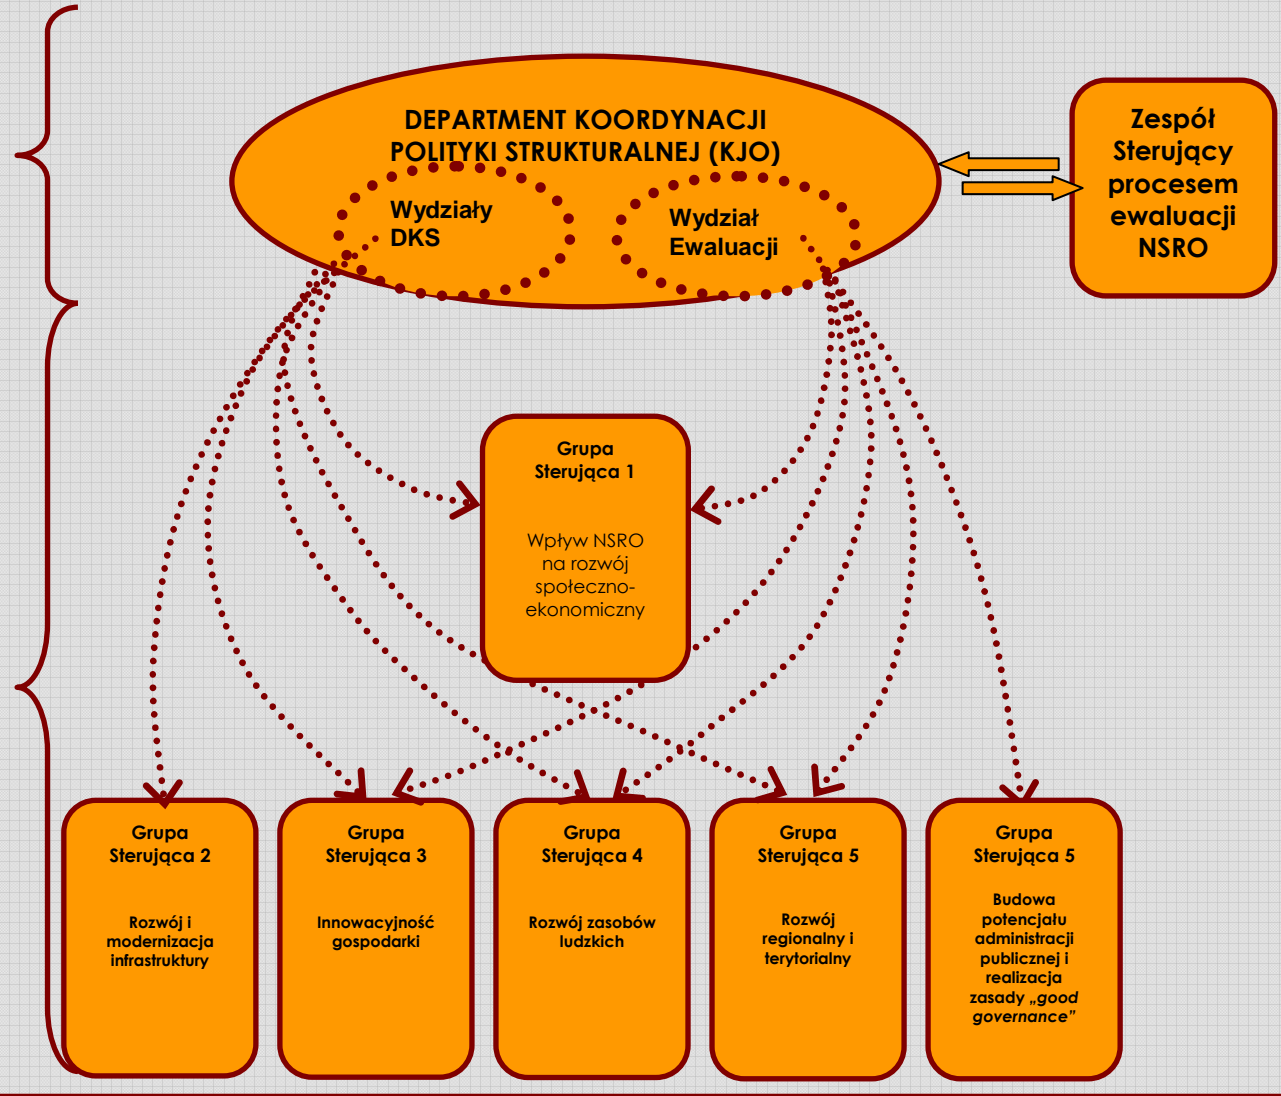 DEPARTMENT KOORDYNACJI
POLITYKI STRUKTURALNEJ (KJO)
Wydziały
DKS
Wydział
Ewaluacji
Zespół
Sterujący
procesem
ewaluacji
NSRO
Grupa
Sterująca 1
Wpływ NSRO
na rozwój
społeczno-
ekonomiczny
Grupa
Sterująca 2
Rozwój i
modernizacja
infrastruktury
Grupa
Sterująca 3
Innowacyjność
gospodarki
Grupa
Sterująca 4
Rozwój zasobów
ludzkich
Grupa
Sterująca 5
Rozwój
regionalny i
terytorialny
Grupa
Sterująca 5
Budowa
potencjału
administracji
publicznej i
realizacja
zasady „good
governance”